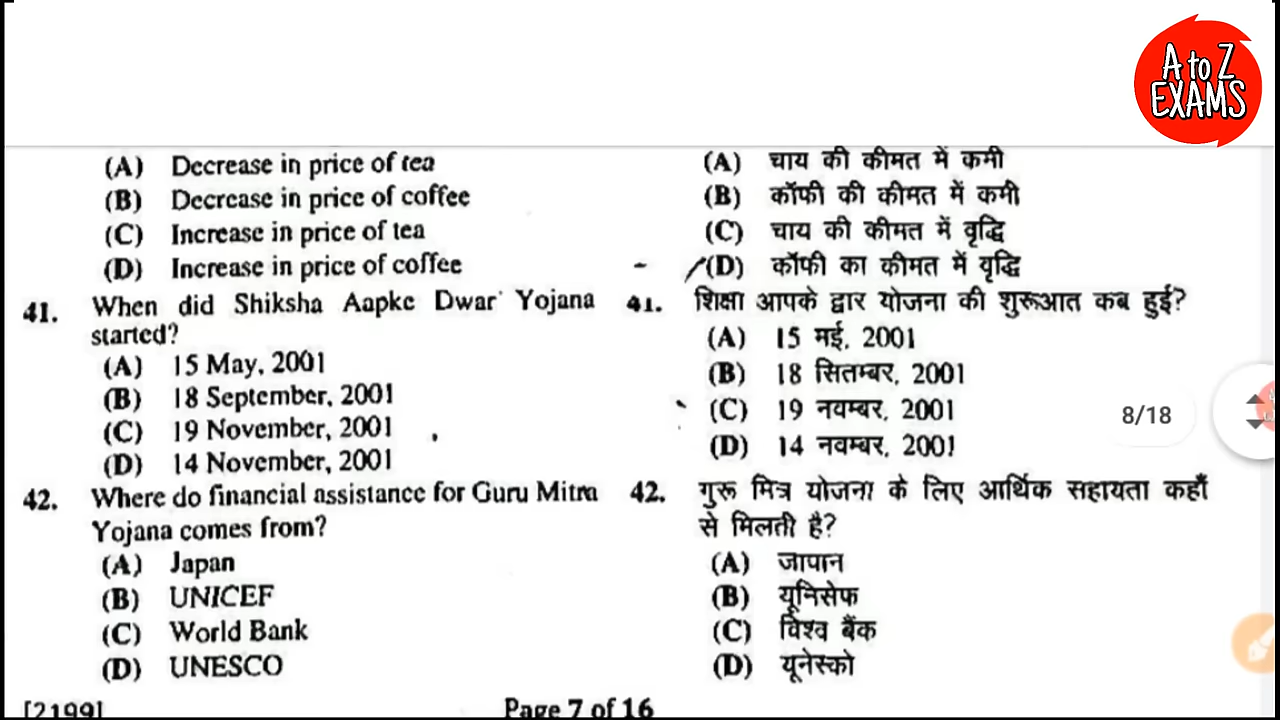 A to Z
EXAMS
(A) Decrease in price of tea
(B) Decrease in price of coffee
(C) Increase in price of tea
(D) Increase in price of coffee
41. When did Shiksha Aapke Dwar Yojana
started?
(A) 15 May, 2001
(B) 18 September, 2001
(C) 19 November, 2001
(D) 14 November, 2001
42. Where do financial assistance for Guru Mitra
Yojana comes from?
(A) Japan
(B) UNICEF
(C) World Bank
(D) UNESCO
[2199]
Page 7 of 16
(A) चाय की कीमत में कमी
(B) कॉफी की कीमत में कमी
(C) चाय की कीमत में वृद्धि
(D) कॉफी का कीमत में वृद्धि
41. शिक्षा आपके द्वार योजना की शुरूआत कब हुई?
(A) 15 मई, 2001
(B) 18 सितम्बर, 2001
(C) 19 नवम्बर, 2001
(D) 14 नवम्बर, 2001
42. गुरू मित्र योजना के लिए आर्थिक सहायता कहाँ
से मिलती है?
(A) जापान
(B) यूनिसेफ
(C) विश्व बैंक
(D) यूनेस्को
8/18